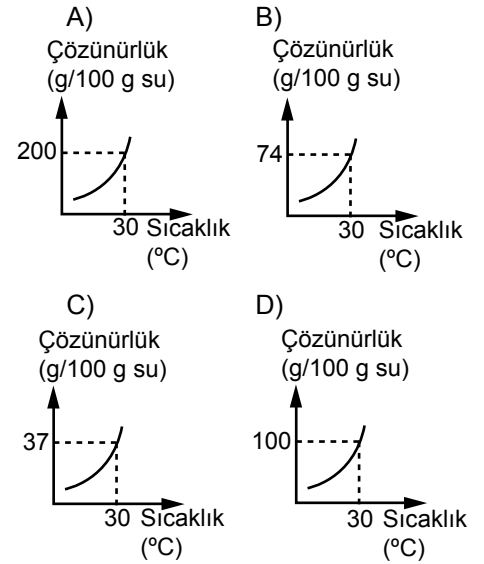 A)
Çözünürlük
(g/100 g su)
200
30 Sıcaklık
(ºC)
B)
Çözünürlük
(g/100 g su)
74
30 Sıcaklık
(ºC)
C)
Çözünürlük
(g/100 g su)
37
30 Sıcaklık
(ºC)
D)
Çözünürlük
(g/100 g su)
100
30 Sıcaklık
(ºC)